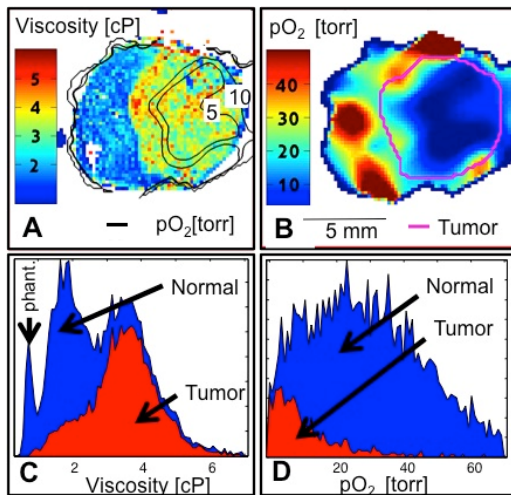 Viscosity [cP]
5
4
3
2
10
5
A
pO2[torr]
pO2 [torr]
40
30
20
10
B
5 mm
Tumor
phant.
Normal
Tumor
C
2
4
6
Viscosity [cP]
Normal
Tumor
D
20
40
60
pO2 [torr]